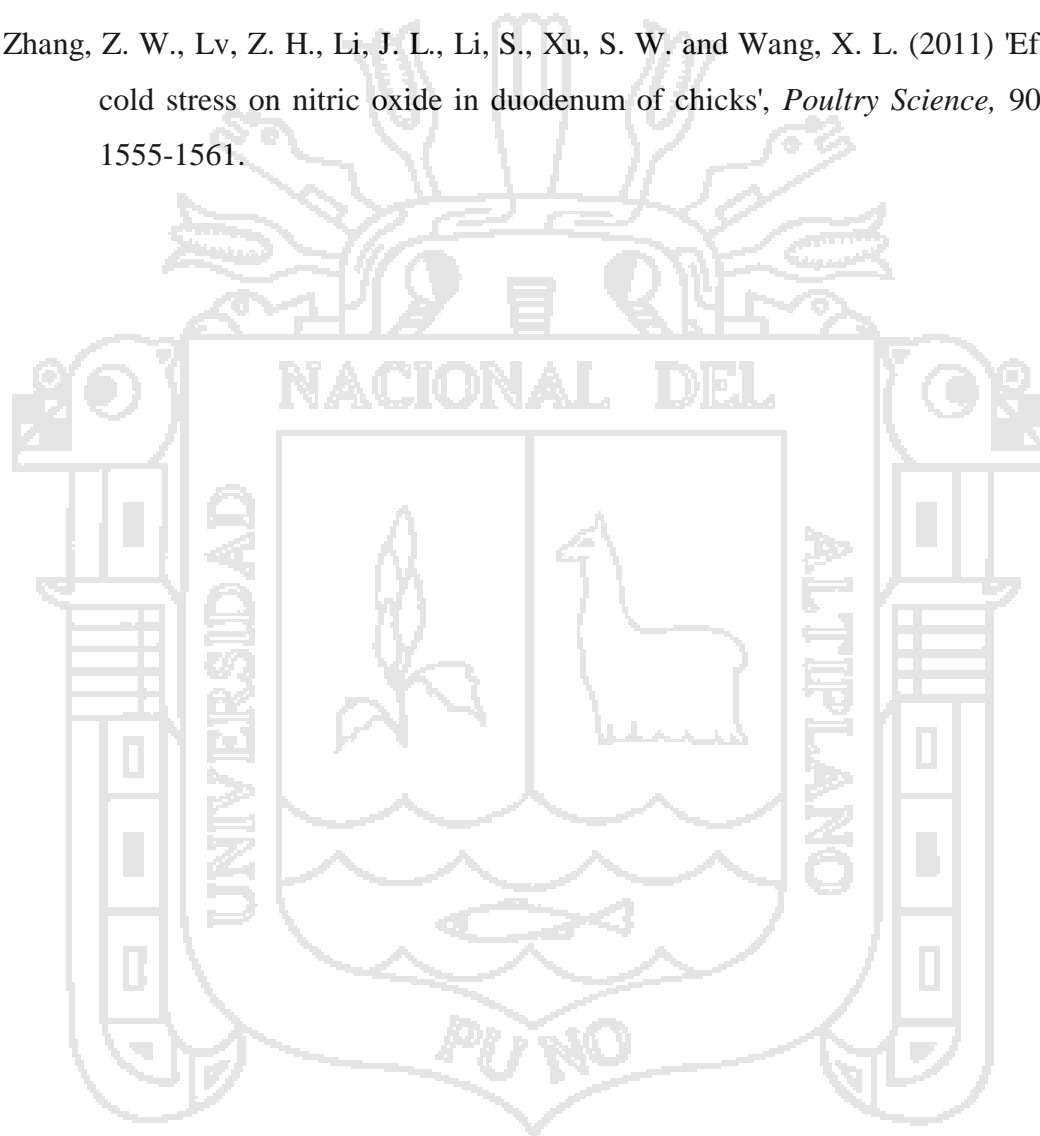 Zhang, Z. W., Lv, Z. H., Li, J. L., Li, S., Xu, S. W. and Wang, X. L. (2011) 'Ef
cold stress on nitric oxide in duodenum of chicks', Poultry Science, 90
1555-1561.
NACIONAL DEL
UNIVERSIDAD
ALTIPLANO
PUNO